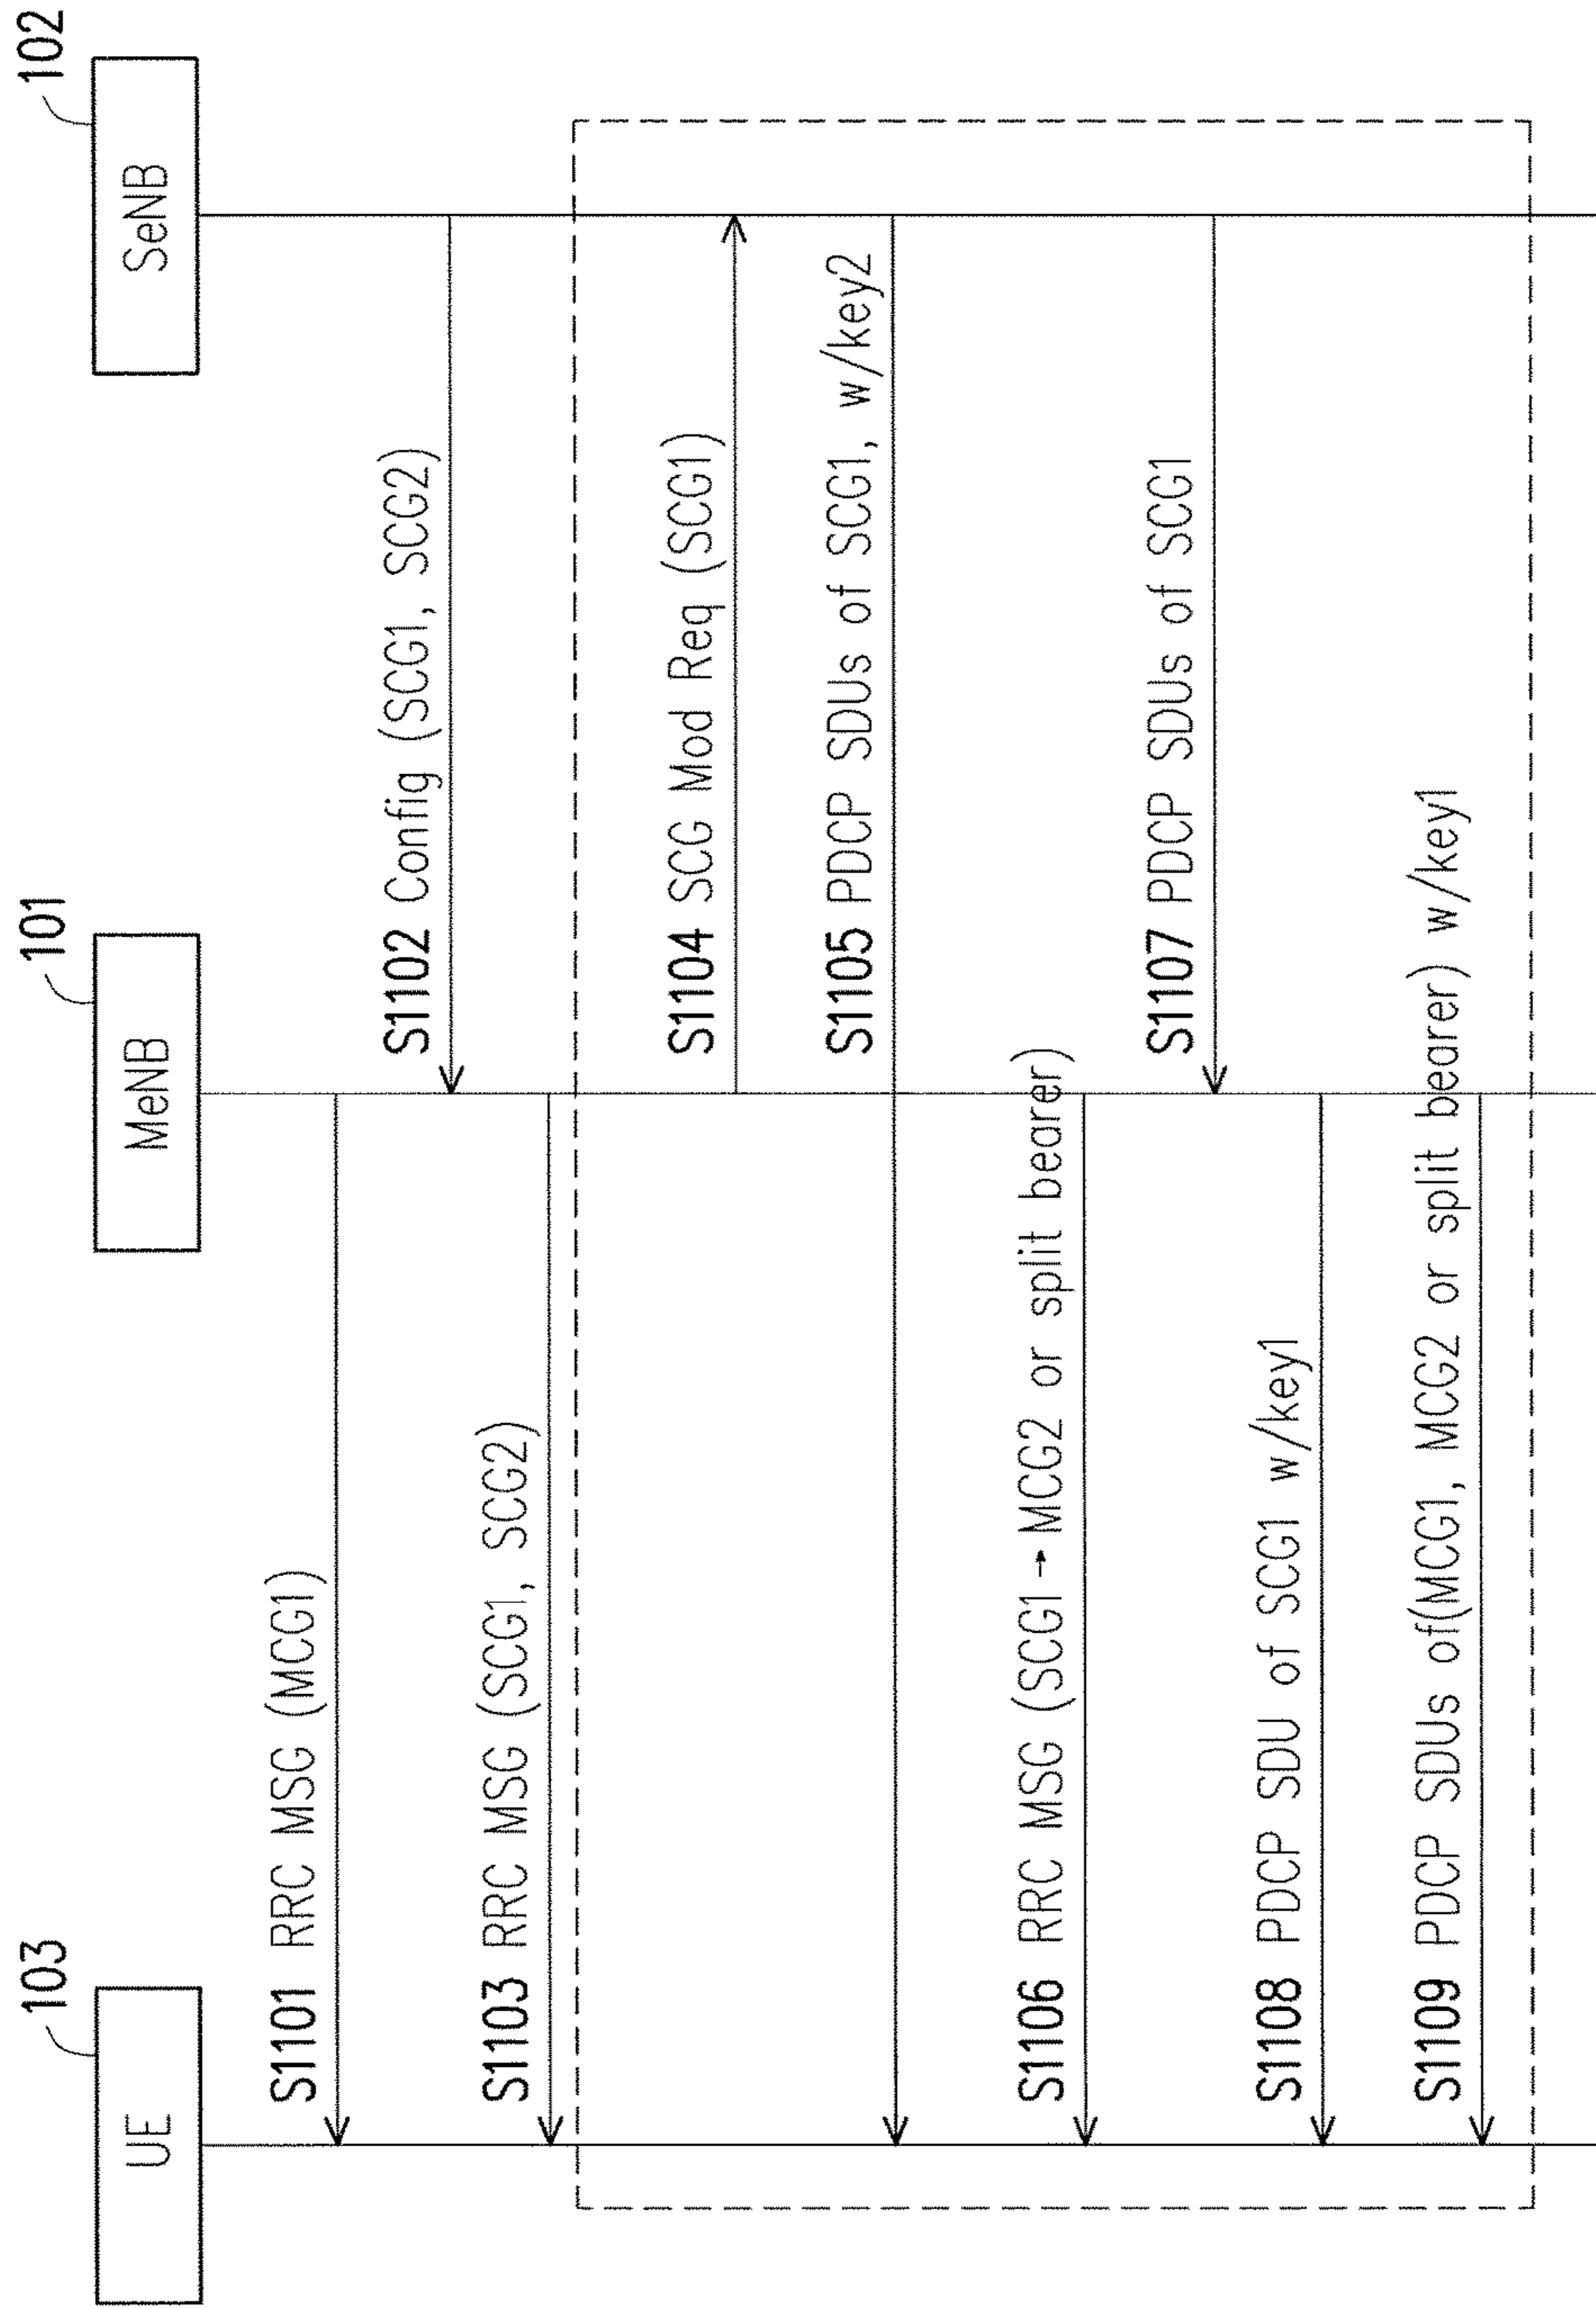 103
101
102
UE
MeNB
SeNB
S1101 RRC MSG (MCG1)
S1102 Config (SCG1, SCG2)
S1103 RRC MSG (SCG1, SCG2)
S1104 SCG Mod Req (SCG1)
S1105 PDCP SDUs of SCG1, w/key2
S1106 RRC MSG (SCG1→MCG2 or split bearer)
S1107 PDCP SDUs of SCG1
S1108 PDCP SDU of SCG1 w/key1
S1109 PDCP SDUs of(MCG1, MCG2 or split bearer) w/key1